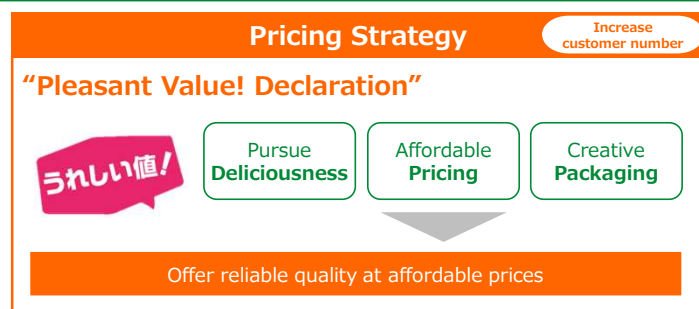 Pricing Strategy
Increase
customer number
“Pleasant Value! Declaration”
うれしい値!
Pursue
Deliciousness
Affordable
Pricing
Creative
Packaging
Offer reliable quality at affordable prices